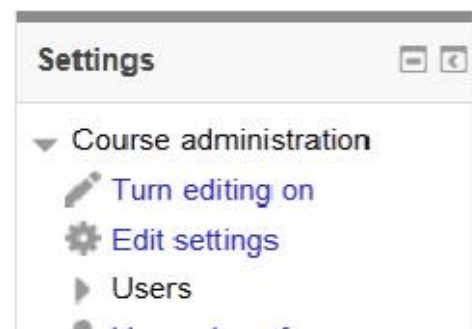 Settings
Course administration
Turn editing on
Edit settings
Users